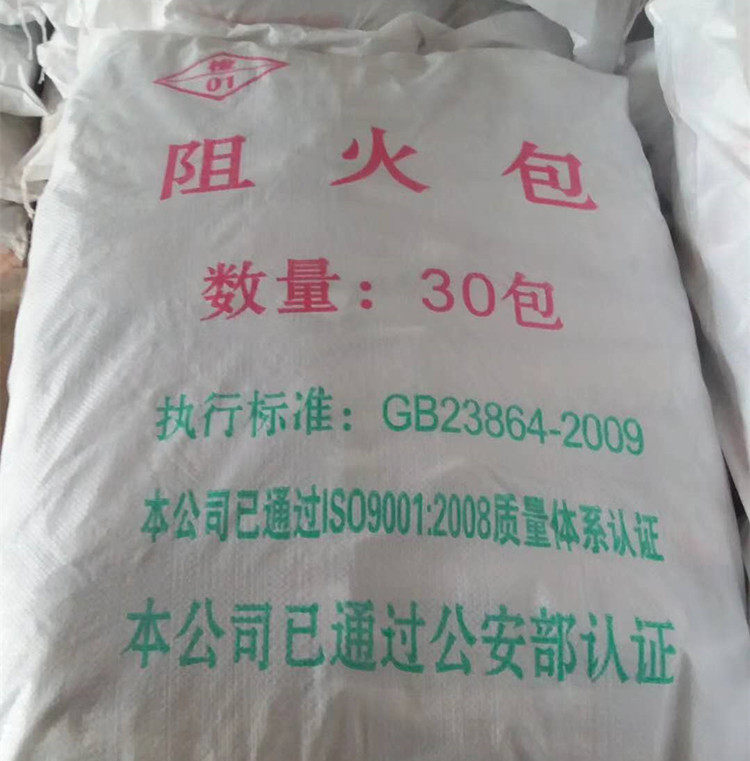 检
01
阻火包
数量：30包
执行标准：GB23864-2009
本公司已通过ISO9001:2008质量体系认证
本公司已通过公安部认证